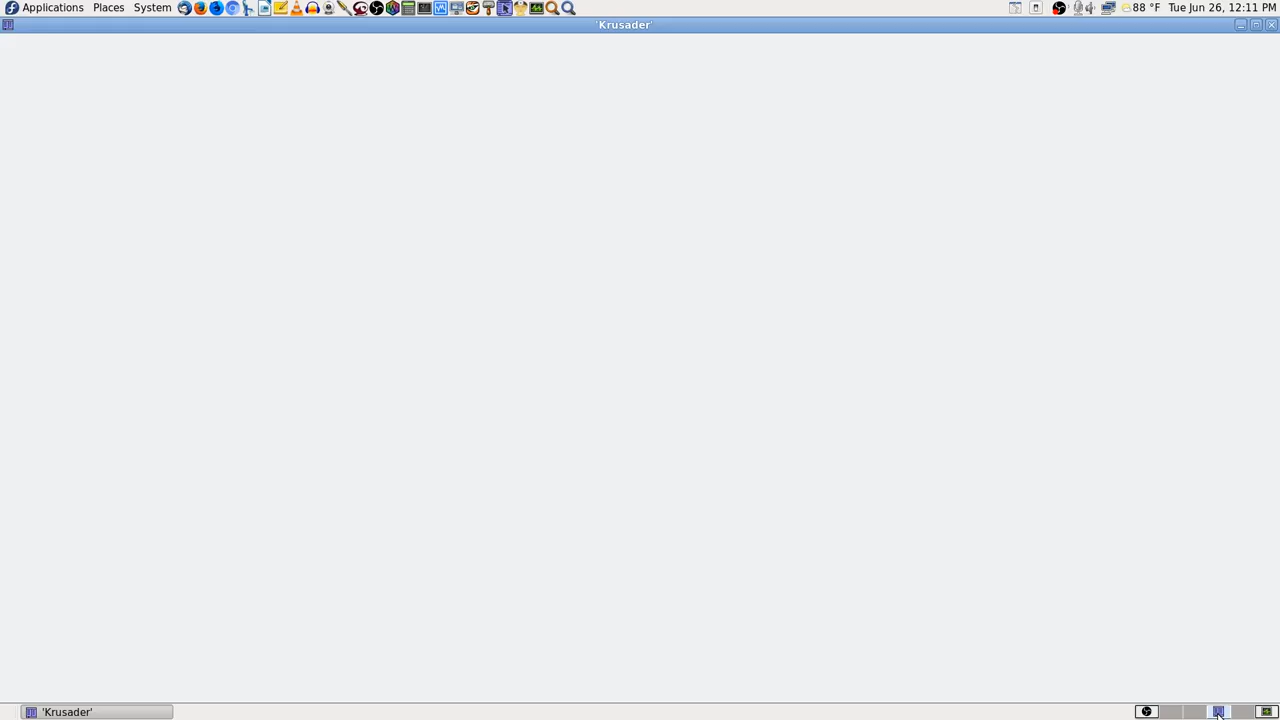 Applications Places System 88 °F Tue Jun 26, 12:11 PM
'Krusader'
'Krusader'